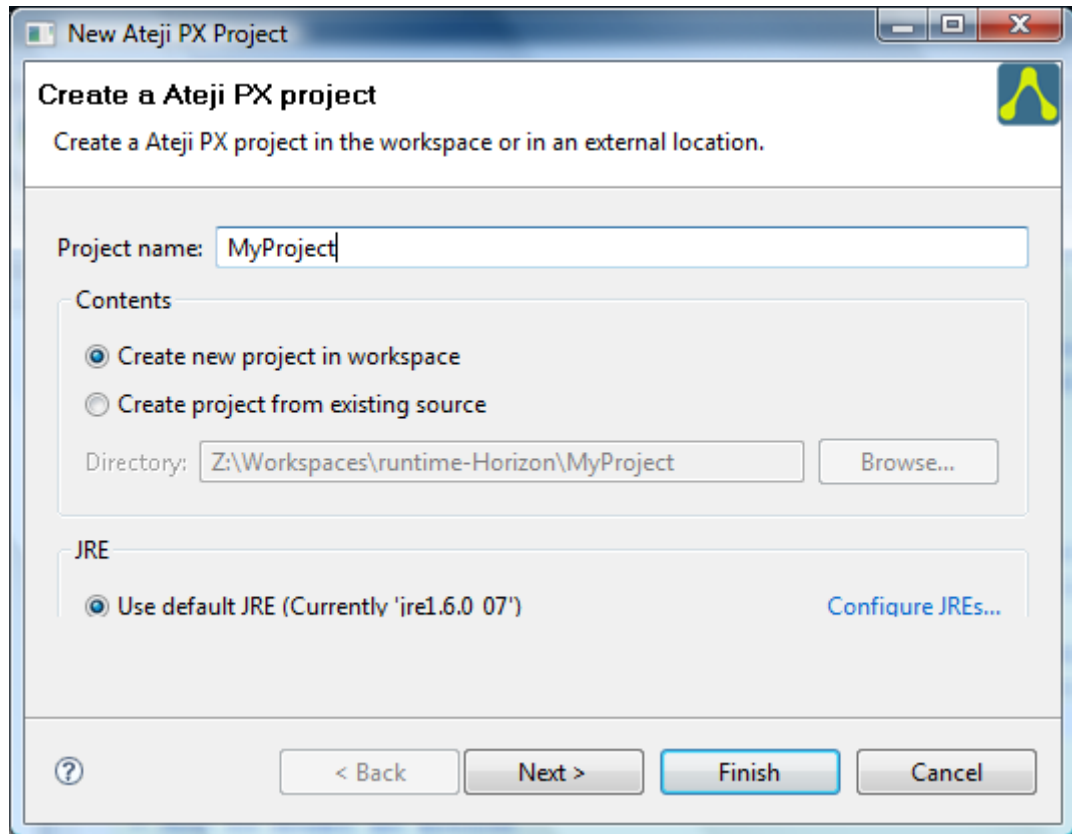 New Ateji PX Project
Create a Ateji PX project
Create a Ateji PX project in the workspace or in an external location.
Project name: MyProject
Contents
Create new project in workspace
Create project from existing source
Directory: Z:\Workspaces\runtime-Horizon\MyProject Browse...
JRE
Use default JRE (Currently 'jre1.6.0_07') Configure JREs...
< Back Next > Finish Cancel